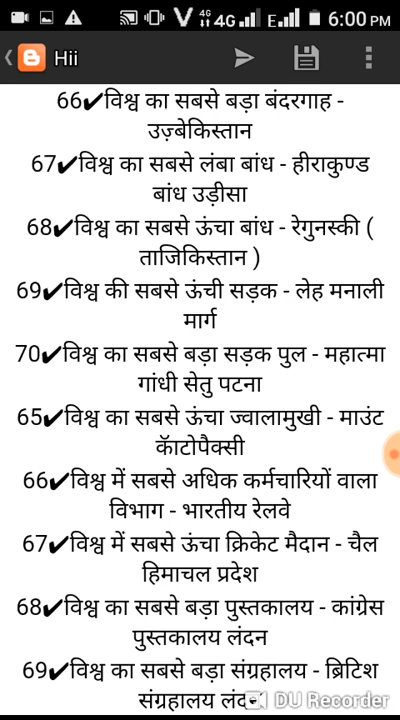 4G 4G E 6:00 PM
Hii
66✔विश्व का सबसे बड़ा बंदरगाह -
उज़्बेकिस्तान
67✔विश्व का सबसे लंबा बांध - हीराकुण्ड
बांध उड़ीसा
68✔विश्व का सबसे ऊंचा बांध - रेगुनस्की (
ताजिकिस्तान )
69✔विश्व की सबसे ऊंची सड़क - लेह मनाली
मार्ग
70✔विश्व का सबसे बड़ा सड़क पुल - महात्मा
गांधी सेतु पटना
65✔विश्व का सबसे ऊंचा ज्वालामुखी - माउंट
कॅाटोपैक्सी
66✔विश्व में सबसे अधिक कर्मचारियों वाला
विभाग - भारतीय रेलवे
67✔विश्व में सबसे ऊंचा क्रिकेट मैदान - चैल
हिमाचल प्रदेश
68✔विश्व का सबसे बड़ा पुस्तकालय - कांग्रेस
पुस्तकालय लंदन
69✔विश्व का सबसे बड़ा संग्रहालय - ब्रिटिश
संग्रहालय DU Recorder